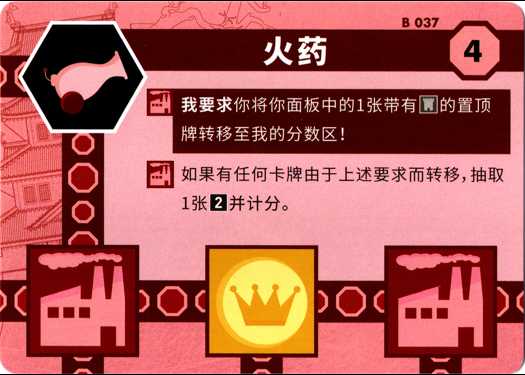 B 037
火药
4
我要求你将你面板中的1张带有的置顶
牌转移至我的分数区！
如果有任何卡牌由于上述要求而转移，抽取
1张2并计分。